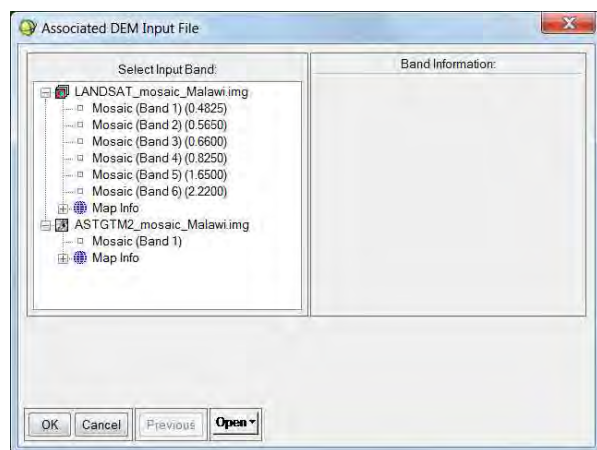 Associated DEM Input File
Select Input Band:
LANDSAT_mosaic_Malawi.img
Mosaic (Band 1) (0.4825)
Mosaic (Band 2) (0.5650)
Mosaic (Band 3) (0.6600)
Mosaic (Band 4) (0.8250)
Mosaic (Band 5) (1.6500)
Mosaic (Band 6) (2.2200)
Map Info
ASTGTM2_mosaic_Malawi.img
Mosaic (Band 1)
Map Info
Band Information:
OK Cancel Previous Open